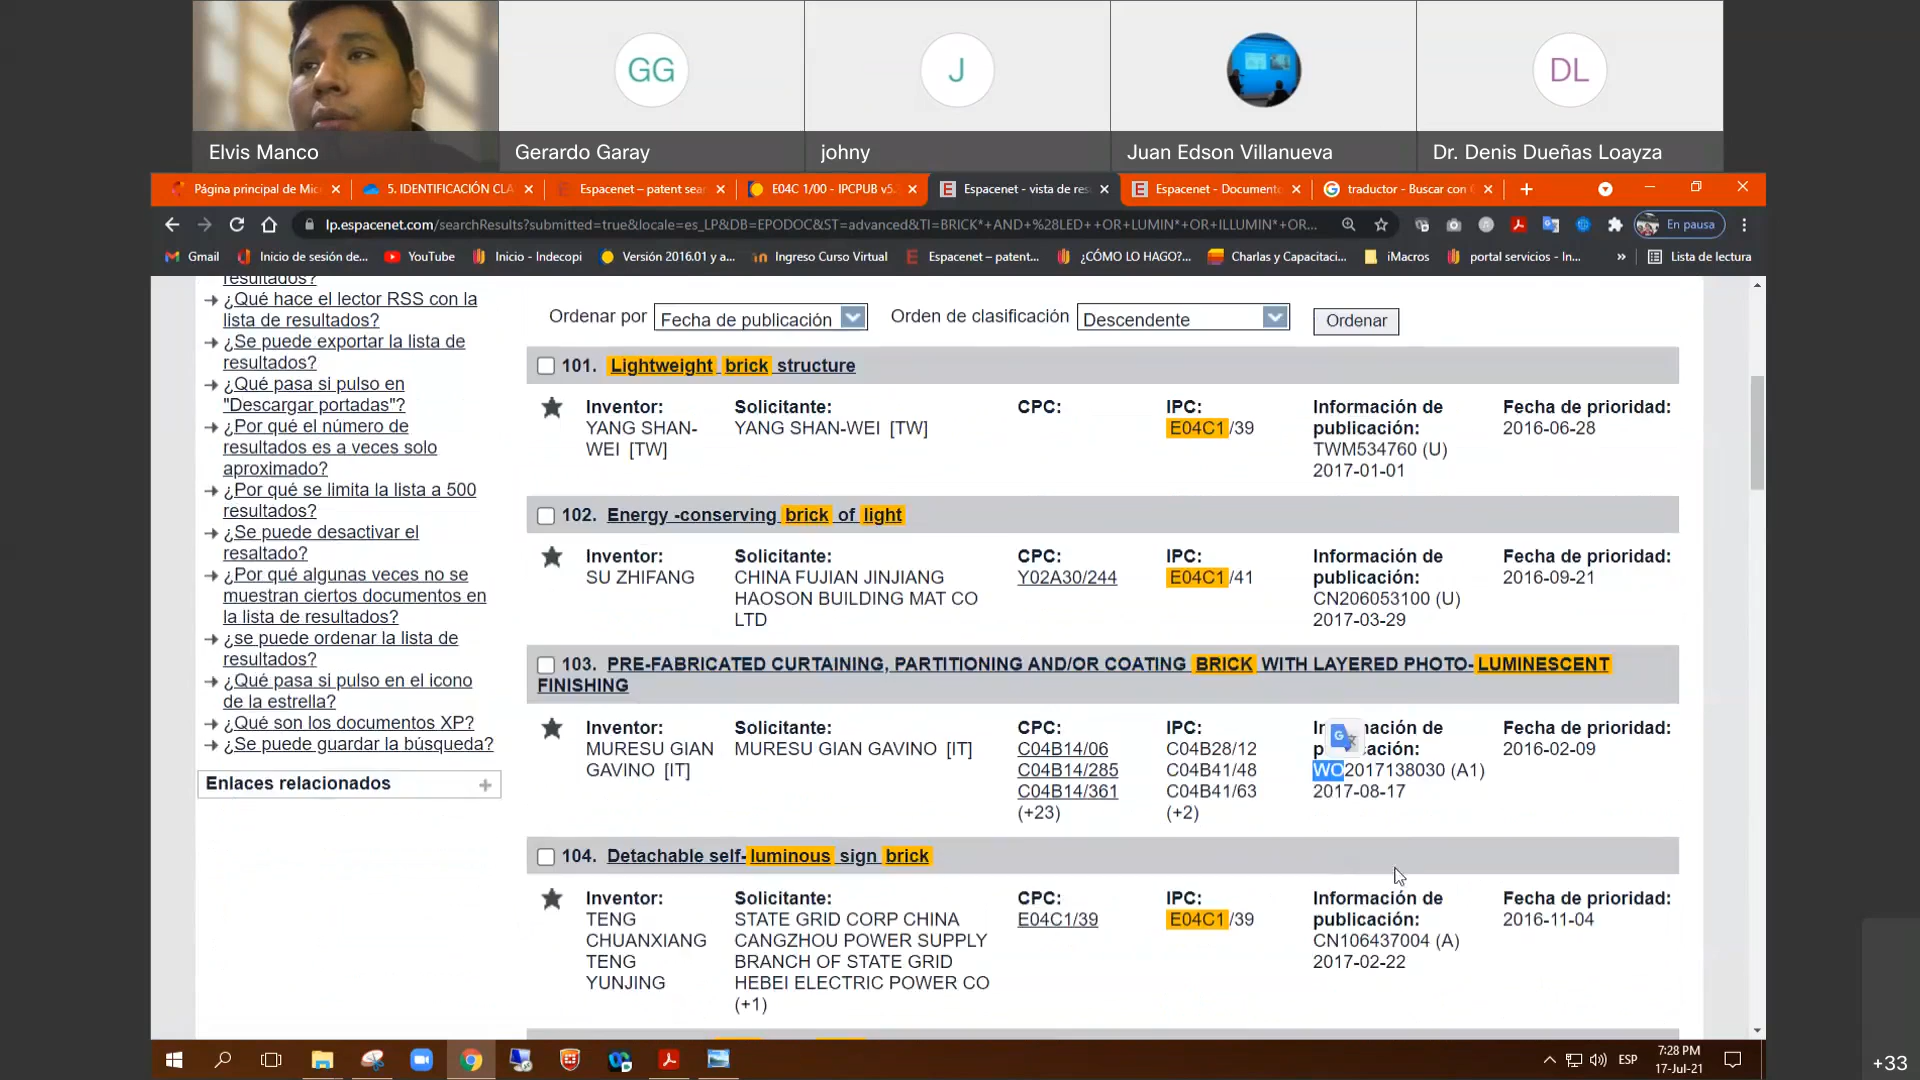 GG
J
DL
Elvis Manco
Gerardo Garay
johny
Juan Edson Villanueva
Dr. Denis Dueñas Loayza
Página principal de Mic
5. IDENTIFICACIÓN CLA
Espacenet – patent sear
E04C 1/00 - IPCPUB v5.
Espacenet - vista de res
Espacenet - Documento
traductor - Buscar con
lp.espacenet.com/searchResults?submitted=true&locale=es_LP&DB=EPODOC&ST=advanced&TI=BRICK*+AND+%28LED++OR+LUMIN*+OR+ILLUMIN*+OR...
En pausa
Gmail
Inicio de sesión de...
YouTube
Inicio - Indecopi
Versión 2016.01 y a...
Ingreso Curso Virtual
Espacenet – patent...
¿CÓMO LO HAGO?...
Charlas y Capacitaci...
iMacros
portal servicios - In...
»
Lista de lectura
resultados?
¿Qué hace el lector RSS con la
lista de resultados?
¿Se puede exportar la lista de
resultados?
¿Qué pasa si pulso en
"Descargar portadas"?
¿Por qué el número de
resultados es a veces solo
aproximado?
¿Por qué se limita la lista a 500
resultados?
¿Se puede desactivar el
resaltado?
¿Por qué algunas veces no se
muestran ciertos documentos en
la lista de resultados?
¿se puede ordenar la lista de
resultados?
¿Qué pasa si pulso en el icono
de la estrella?
¿Qué son los documentos XP?
¿Se puede guardar la búsqueda?
Enlaces relacionados
Ordenar por Fecha de publicación Orden de clasificación Descendente Ordenar
101. Lightweight brick structure
Inventor:
YANG SHAN-
WEI [TW]
Solicitante:
YANG SHAN-WEI [TW]
CPC:
IPC:
E04C1/39
Información de
publicación:
TWM534760 (U)
2017-01-01
Fecha de prioridad:
2016-06-28
102. Energy -conserving brick of light
Inventor:
SU ZHIFANG
Solicitante:
CHINA FUJIAN JINJIANG
HAOSON BUILDING MAT CO
LTD
CPC:
Y02A30/244
IPC:
E04C1/41
Información de
publicación:
CN206053100 (U)
2017-03-29
Fecha de prioridad:
2016-09-21
103. PRE-FABRICATED CURTAINING, PARTITIONING AND/OR COATING BRICK WITH LAYERED PHOTO-LUMINESCENT
FINISHING
Inventor:
MURESU GIAN
GAVINO [IT]
Solicitante:
MURESU GIAN GAVINO [IT]
CPC:
C04B14/06
C04B14/285
C04B14/361
(+23)
IPC:
C04B28/12
C04B41/48
C04B41/63
(+2)
WO2017138030 (A1)
2017-08-17
Fecha de prioridad:
2016-02-09
104. Detachable self-luminous sign brick
Inventor:
TENG
CHUANXIANG
TENG
YUNJING
Solicitante:
STATE GRID CORP CHINA
CANGZHOU POWER SUPPLY
BRANCH OF STATE GRID
HEBEI ELECTRIC POWER CO
(+1)
CPC:
E04C1/39
IPC:
E04C1/39
Información de
publicación:
CN106437004 (A)
2017-02-22
Fecha de prioridad:
2016-11-04
ESP
7:28 PM
17-Jul-21
+33